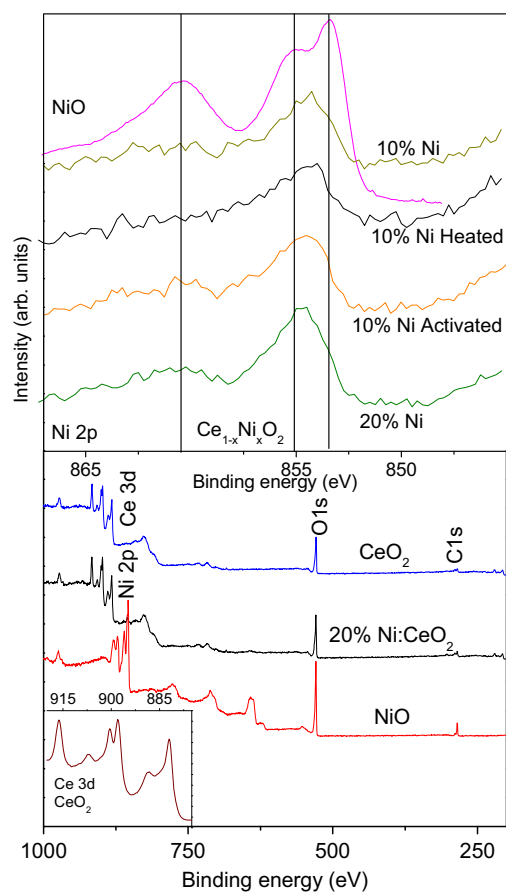 NiO
10% Ni
10% Ni Heated
10% Ni Activated
20% Ni
Ni 2p
Ce₁₋ₓNiₓO₂
Intensity (arb. units)
865 855 850
Binding energy (eV)
Ce 3d
Ni 2p
O1s
C1s
CeO₂
20% Ni:CeO₂
NiO
915 900 885
Ce 3d
CeO₂
1000 750 500 250
Binding energy (eV)